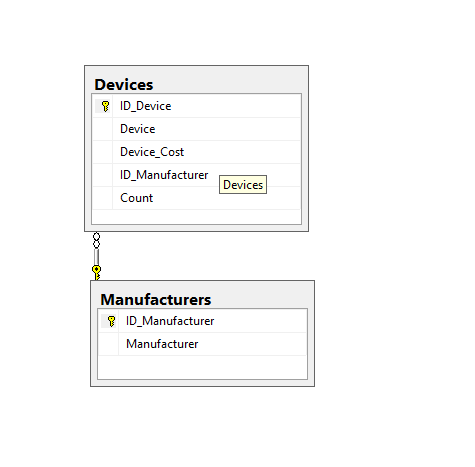 Devices
ID_Device
Device
Device_Cost
ID_Manufacturer
Devices
Count
Manufacturers
ID_Manufacturer
Manufacturer